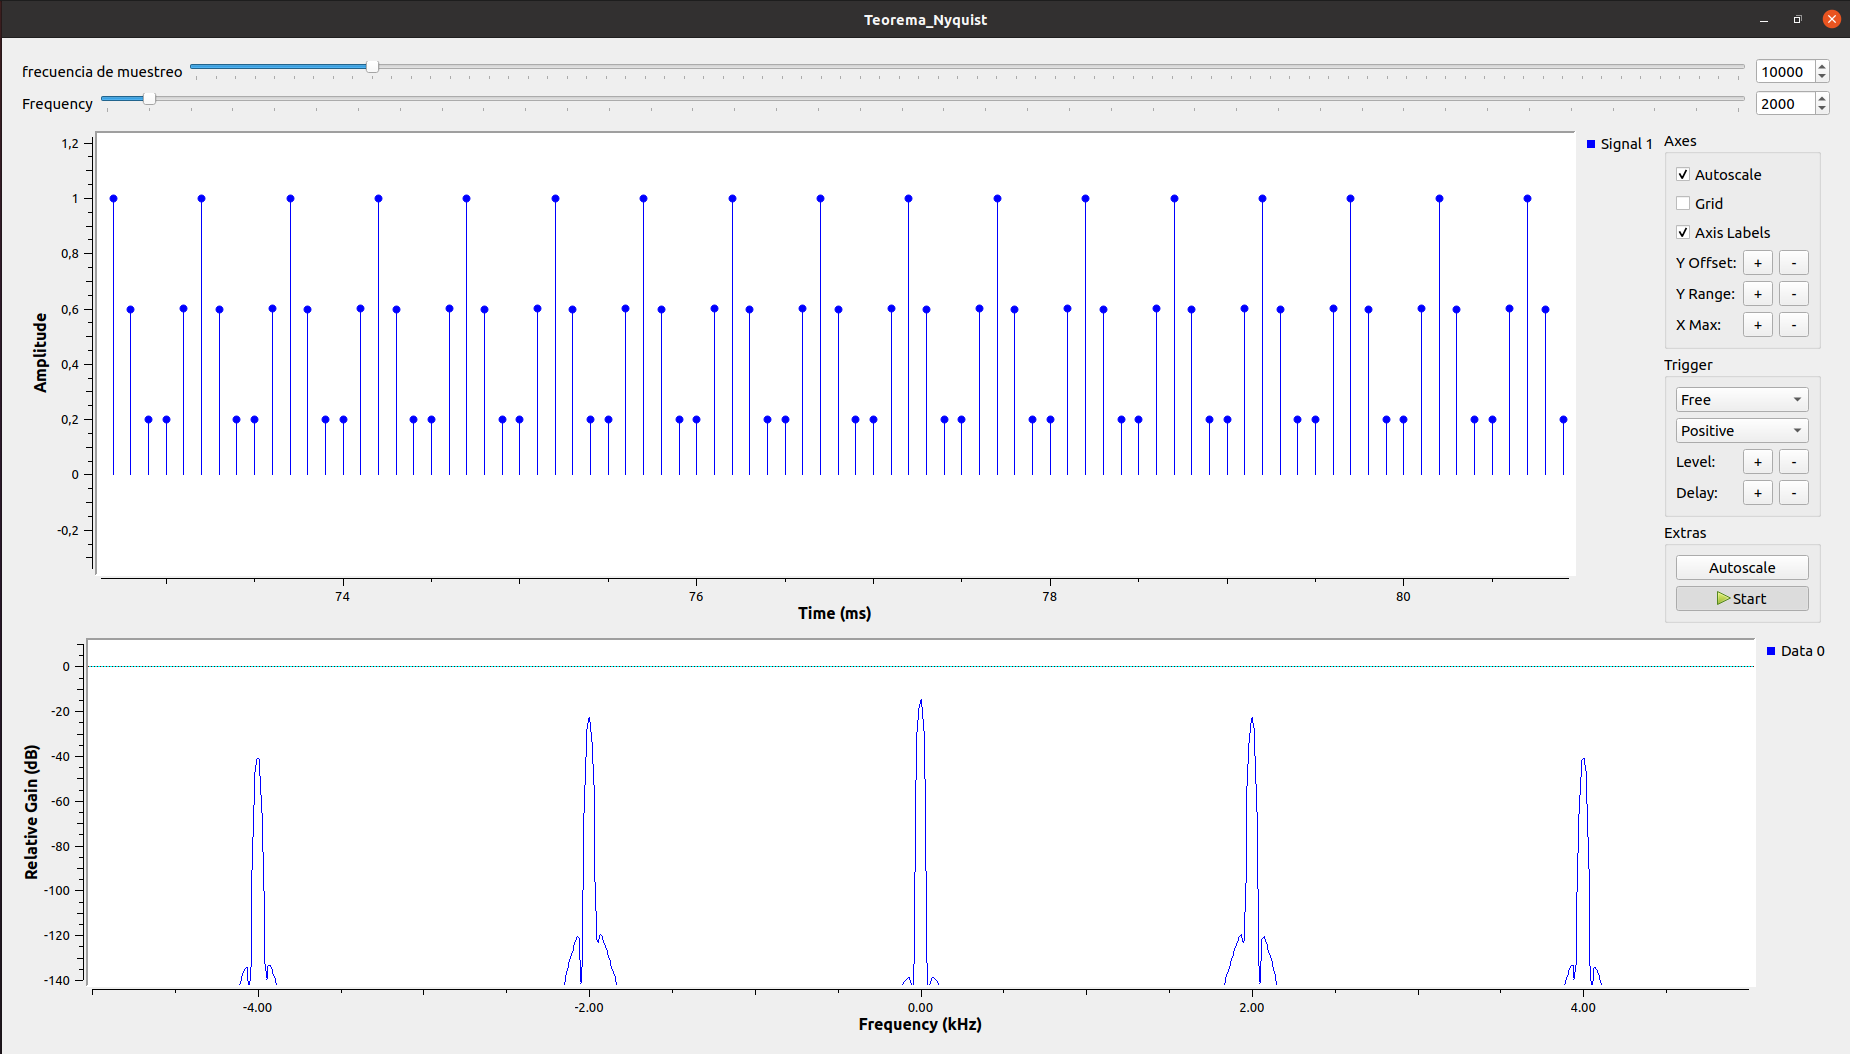 Teorema_Nyquist
frecuencia de muestreo
10000
Frequency
2000
1,2
1
0,8
0,6
0,4
0,2
0
-0,2
Amplitude
74 76 78 80
Time (ms)
Signal 1
Axes
Autoscale
Grid
Axis Labels
Y Offset: + -
Y Range: + -
X Max: + -
Trigger
Free
Positive
Level: + -
Delay: + -
Extras
Autoscale
Start
0
-20
-40
-60
-80
-100
-120
-140
Relative Gain (dB)
-4.00 -2.00 0.00 2.00 4.00
Frequency (kHz)
Data 0